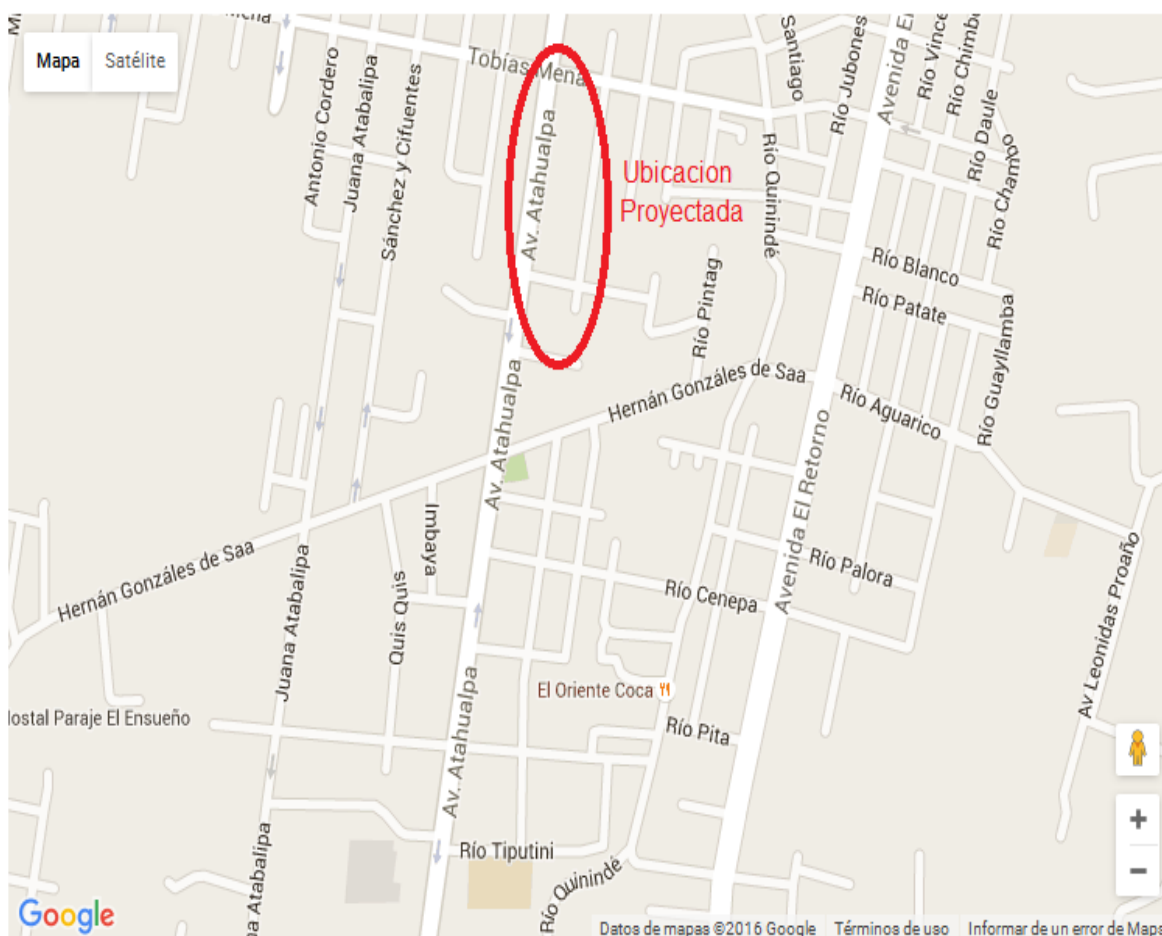 Mena
Mapa
Satélite
Tobías Mena
Antonio Cordero
Juana Atabalipa
Sánchez y Cifuentes
Av. Atahualpa
Ubicacion
Proyectada
Santiago
Río Jubones
Avenida El
Río Vince
Río Chimbo
Río Daule
Río Chambo
Río Quinindé
Río Blanco
Río Patate
Río Pintag
Río Guayllamba
Hernán Gonzáles de Saa
Río Aguarico
Av. Atahualpa
Avenida El Retorno
Imbaya
Quis Quis
Hernán Gonzáles de Saa
Juana Atabalipa
Río Palora
Río Cenepa
Av Leonidas Proaño
El Oriente Coca
ostal Paraje El Ensueño
Río Pita
Av. Atahualpa
Río Tiputini
Río Quinindé
na Atabalipa
+
−
Google
Datos de mapas ©2016 Google
Términos de uso
Informar de un error de Maps